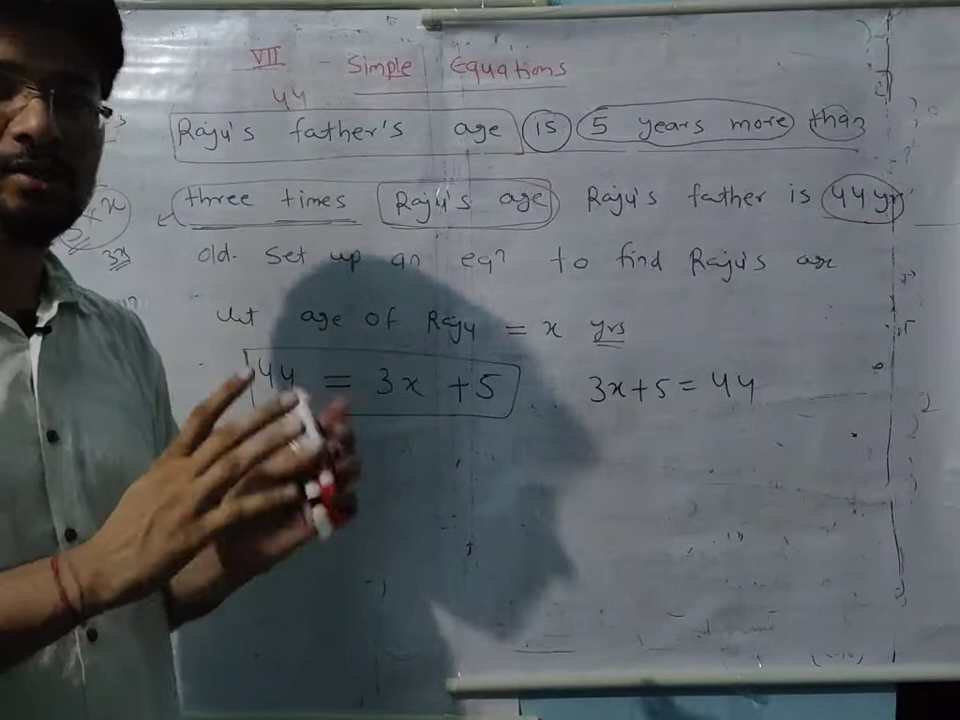 VII - Simple Equations
44
Raju's father's age is 5 years more than
three times Raju's age Raju's father is 44yr
old. Set up an eqn to find Raju's age
Let age of Raju = x yrs
44 = 3x + 5 3x+5 = 44
3x